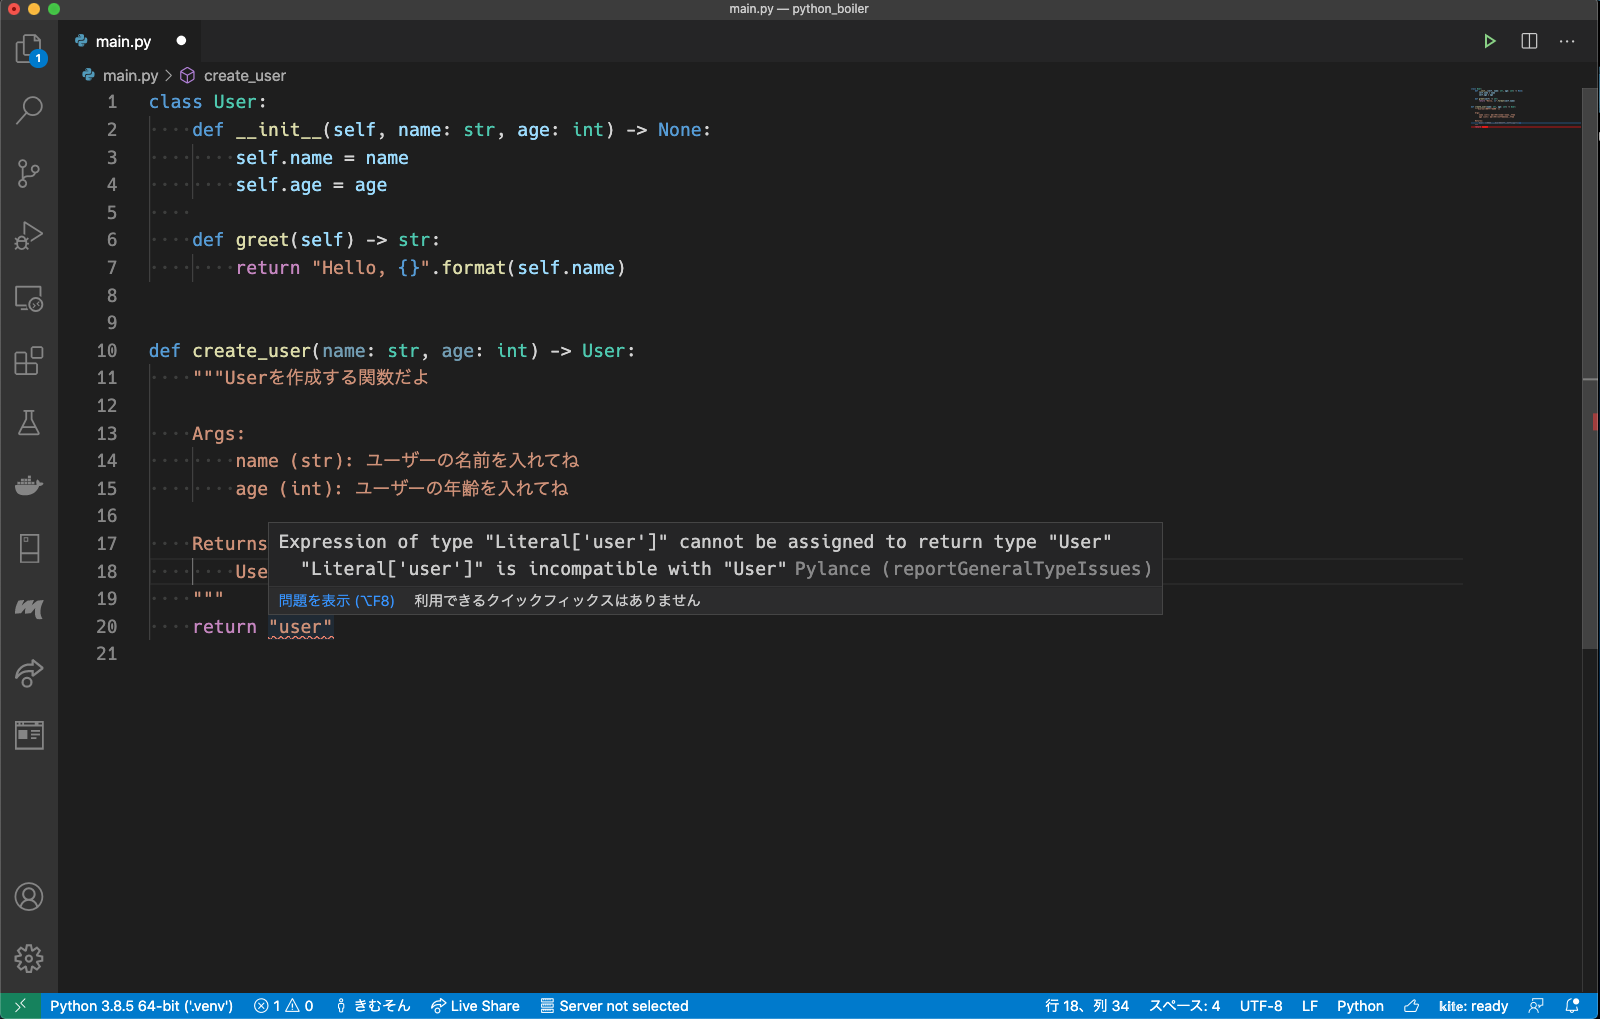 main.py — python_boiler
1
main.py
main.py
create_user
1 class User:
2 def __init__(self, name: str, age: int) -> None:
3 self.name = name
4 self.age = age
5
6 def greet(self) -> str:
7 return "Hello, {}".format(self.name)
8
9
10 def create_user(name: str, age: int) -> User:
11 """Userを作成する関数だよ
12
13 Args:
14 name (str): ユーザーの名前を入れてね
15 age (int): ユーザーの年齢を入れてね
16
17 Returns
Expression of type "Literal['user']" cannot be assigned to return type "User"
18 Use
"Literal['user']" is incompatible with "User" Pylance (reportGeneralTypeIssues)
19 """
問題を表示 (⌥F8) 利用できるクイックフィックスはありません
20 return "user"
21
Python 3.8.5 64-bit ('.venv') 1 0 きむそん Live Share Server not selected 行 18、列 34 スペース: 4 UTF-8 LF Python kite: ready